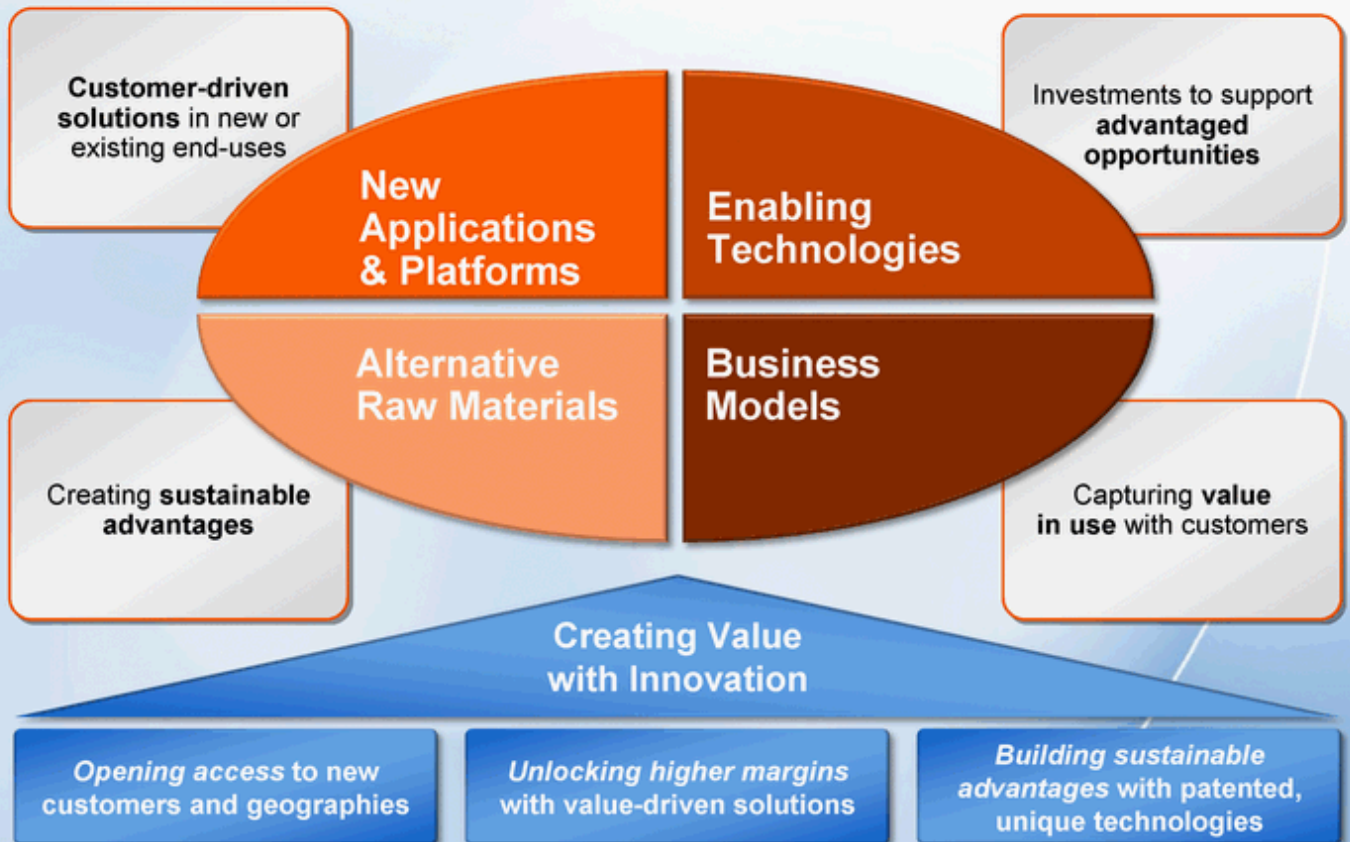 Customer-driven
solutions in new or
existing end-uses
Investments to support
advantaged
opportunities
New
Applications
& Platforms
Enabling
Technologies
Alternative
Raw Materials
Business
Models
Creating sustainable
advantages
Capturing value
in use with customers
Creating Value
with Innovation
Opening access to new
customers and geographies
Unlocking higher margins
with value-driven solutions
Building sustainable
advantages with patented,
unique technologies